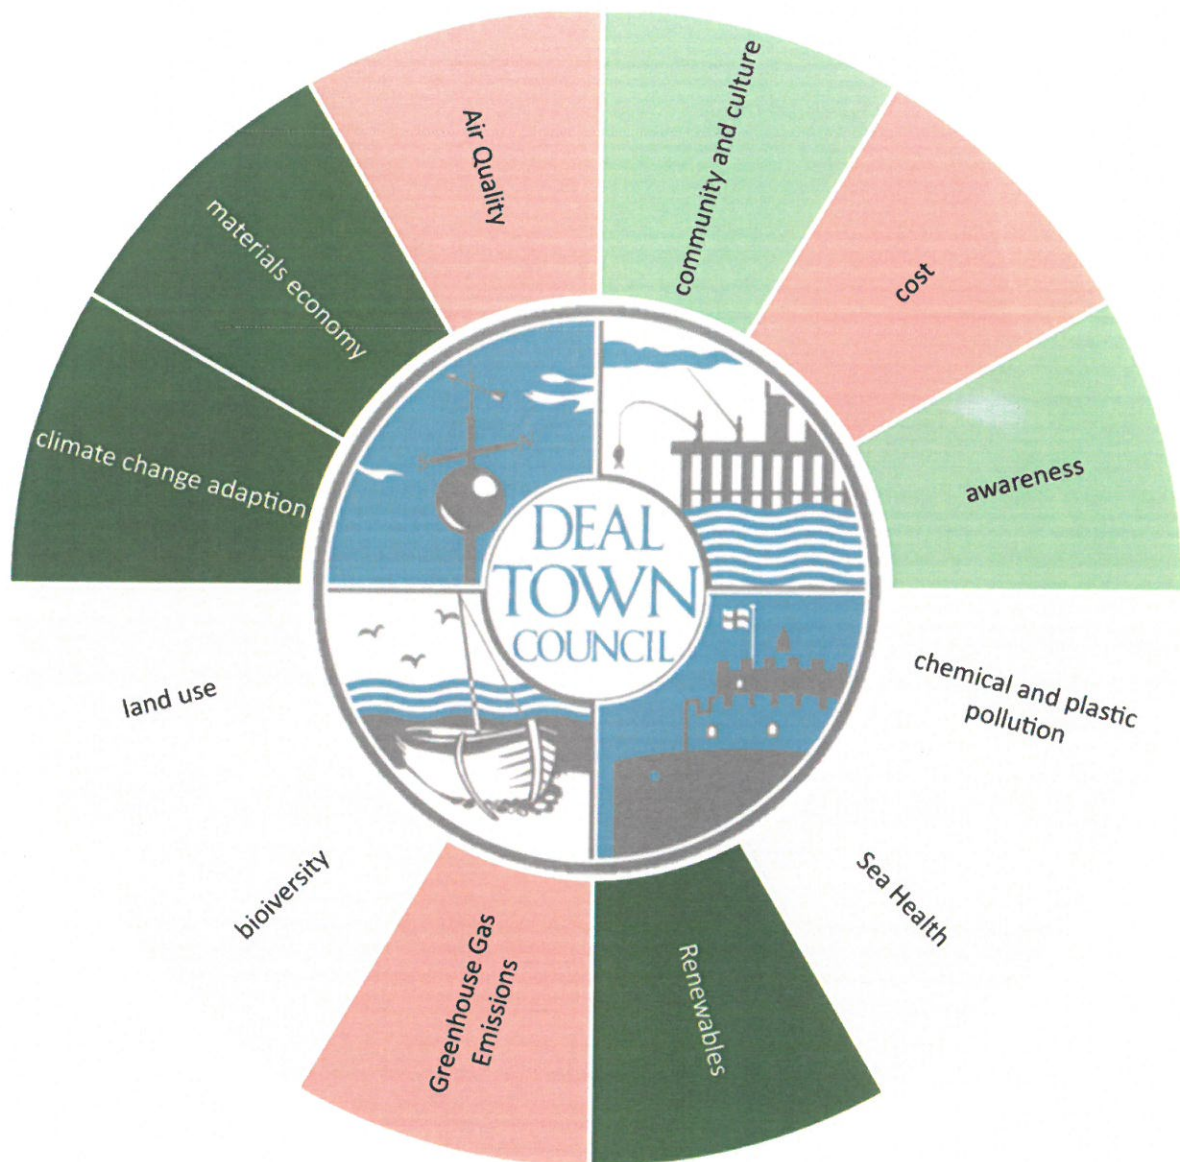 community and culture
cost
awareness
chemical and plastic
pollution
Sea Health
Renewables
Greenhouse Gas
Emissions
bioiversity
land use
climate change adaption
materials economy
Air Quality
DEAL
TOWN
COUNCIL